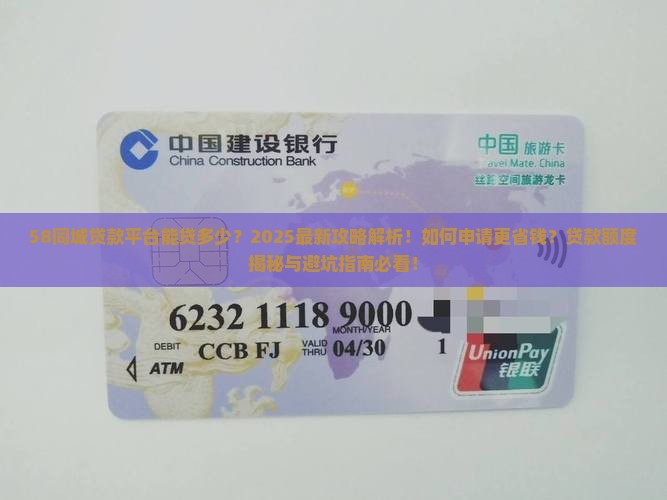 中国建设银行
China Construction Bank
中国 旅游卡
avel Mate. China
丝路空间旅游龙卡
58同城贷款平台能贷多少？2025最新攻略解析！如何申请更省钱？贷款额度
揭秘与避坑指南必看！
6232 1118 9000
MONTH/YEAR
DEBIT CCB FJ VALID THRU 04/30 1
ATM
UnionPay
银联